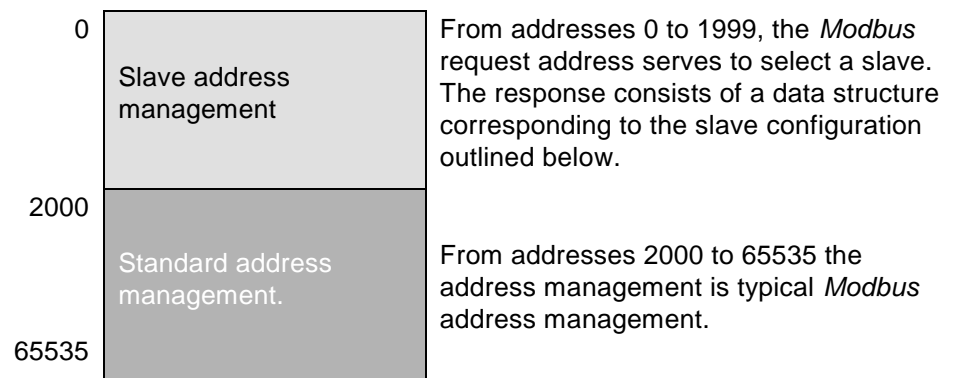 0
Slave address
management
From addresses 0 to 1999, the Modbus
request address serves to select a slave.
The response consists of a data structure
corresponding to the slave configuration
outlined below.
2000
Standard address
management.
From addresses 2000 to 65535 the
address management is typical Modbus
address management.
65535